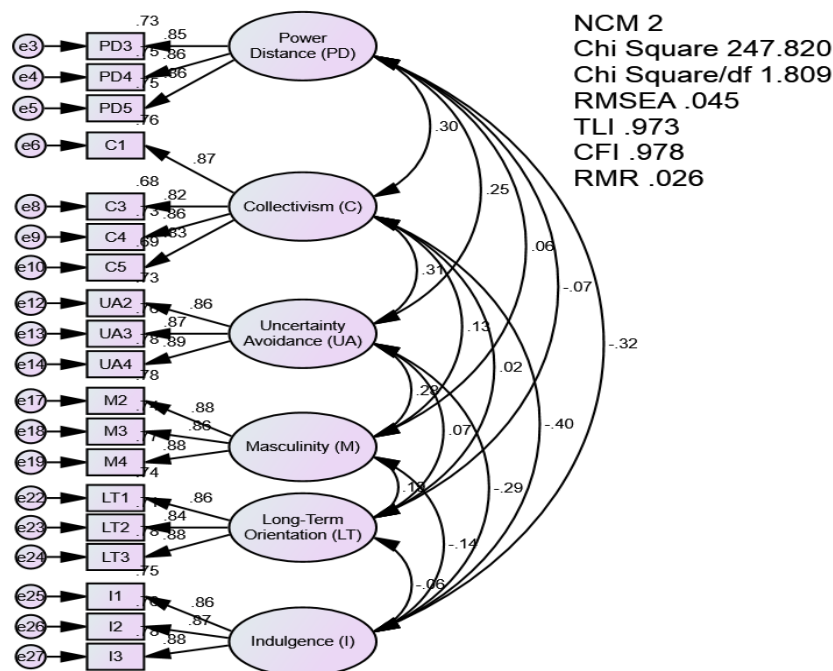 NCM 2
Chi Square 247.820
Chi Square/df 1.809
RMSEA .045
TLI .973
CFI .978
RMR .026
.73
e3 PD3 .85
Power
Distance (PD)
e4 PD4 .86
.75
e5 PD5 .86
.76
e6 C1 .87
.68
e8 C3 .82
Collectivism (C)
e9 C4 .86
.69 .83
e10 C5
.73
e12 UA2 .86
e13 UA3 .87
Uncertainty
Avoidance (UA)
.78 .89
e14 UA4
.78
e17 M2 .88
e18 M3 .86
Masculinity (M)
e19 M4 .88
.74
e22 LT1 .86
e23 LT2 .84
Long-Term
Orientation (LT)
e24 LT3 .88
.75
e25 I1 .86
e26 I2 .87
Indulgence (I)
.78 .88
e27 I3
.30
.25
.06
-.07
-.32
.31
.13
.02
-.40
.28
.07
-.29
-.14
-.06